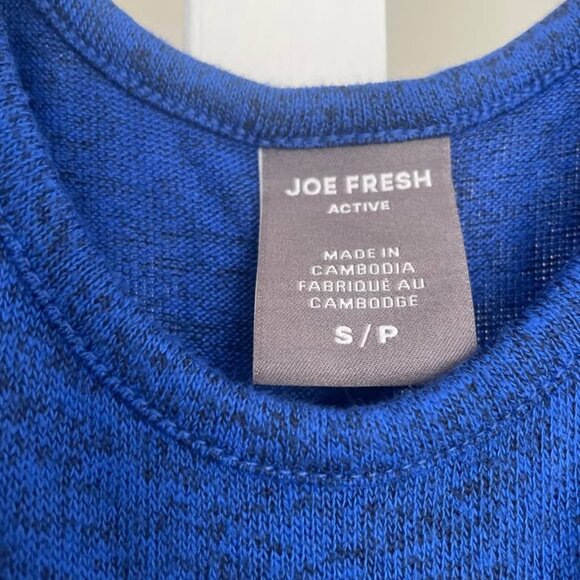 JOE FRESH
ACTIVE
MADE IN
CAMBODIA
FABRIQUÉ AU
CAMBODGE
S/P